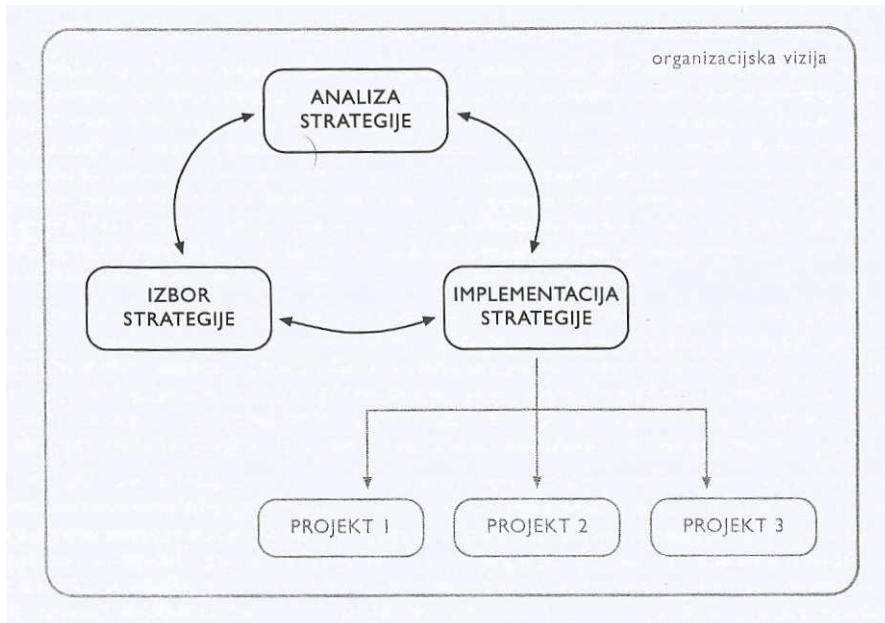 organizacijska vizija
ANALIZA
STRATEGIJE
IZBOR
STRATEGIJE
IMPLEMENTACIJA
STRATEGIJE
PROJEKT 1
PROJEKT 2
PROJEKT 3